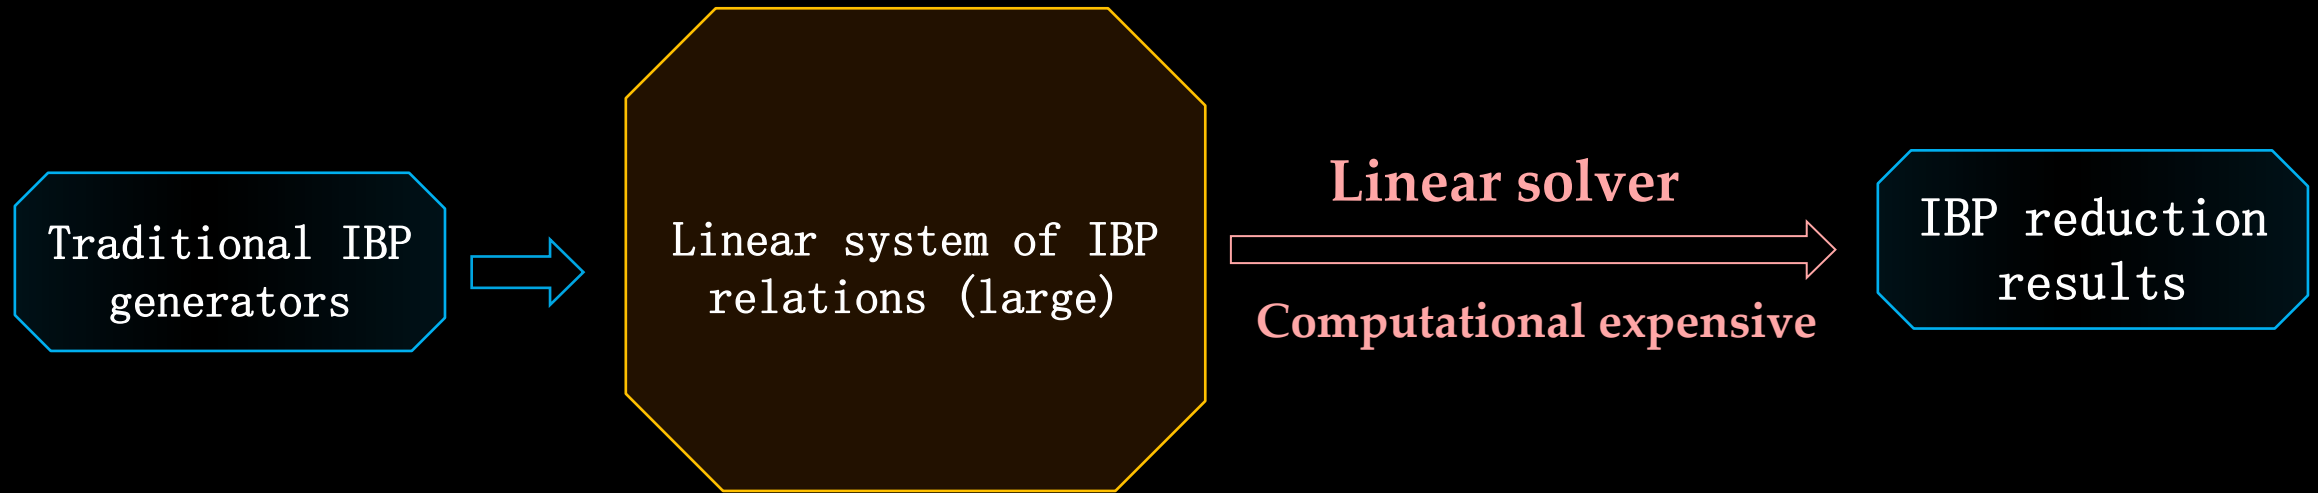 Traditional IBP
generators
Linear system of IBP
relations (large)
Linear solver
Computational expensive
IBP reduction
results